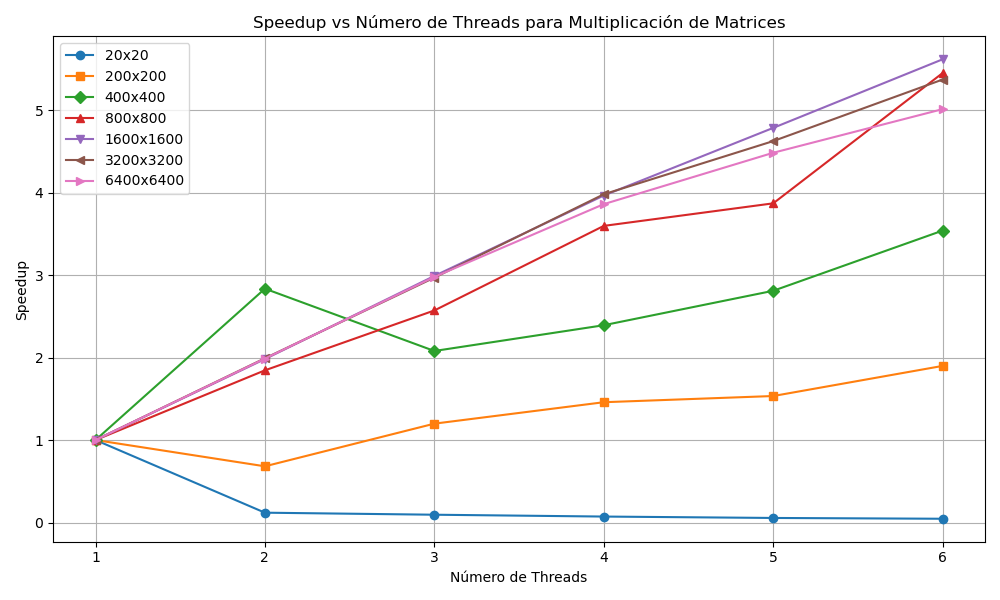 Speedup vs Número de Threads para Multiplicación de Matrices
20x20
200x200
400x400
800x800
1600x1600
3200x3200
6400x6400
Speedup
5
4
3
2
1
0
1 2 3 4 5 6
Número de Threads